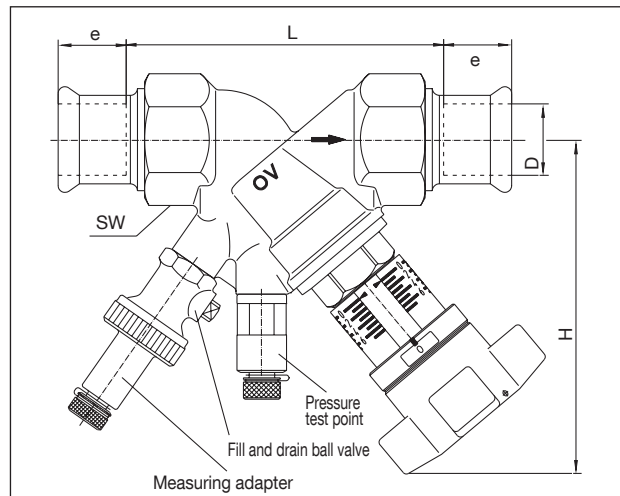 e
L
e
D
OV
SW
H
Pressure
test point
Fill and drain ball valve
Measuring adapter